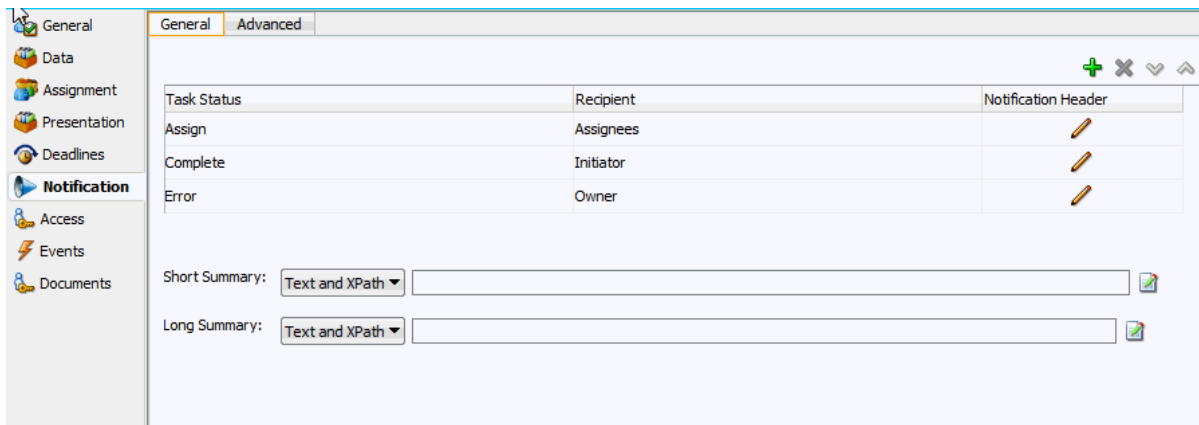 General
Data
Assignment
Presentation
Deadlines
Notification
Access
Events
Documents
General Advanced
Task Status Recipient Notification Header
Assign Assignees
Complete Initiator
Error Owner
Short Summary: Text and XPath
Long Summary: Text and XPath